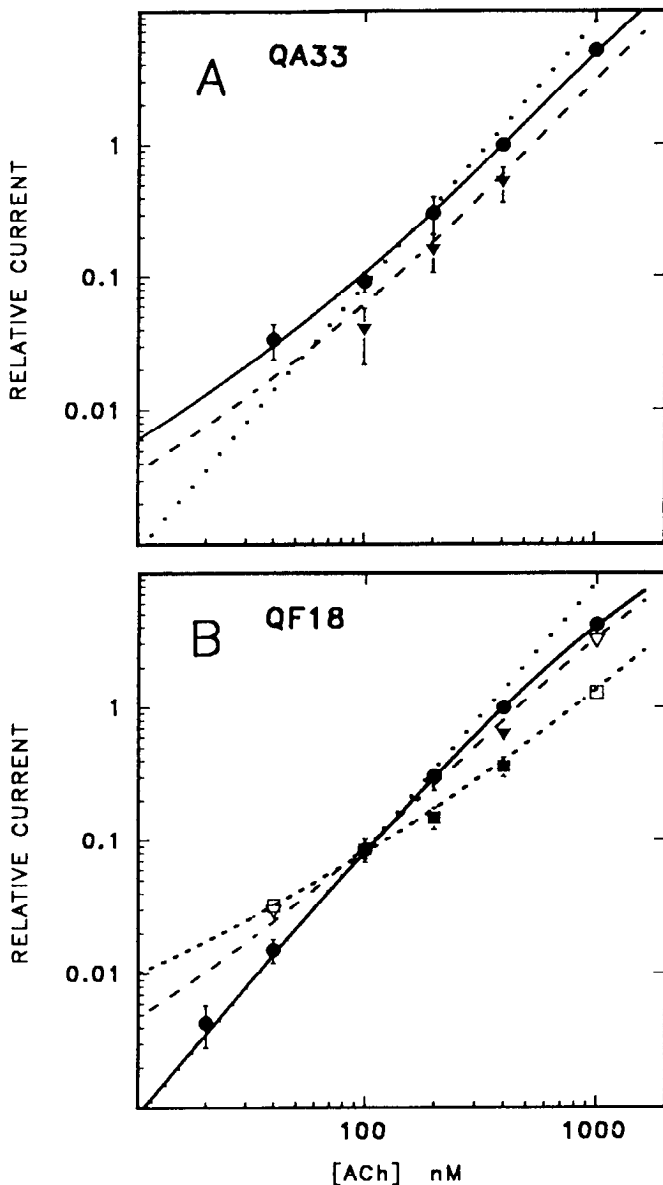 A QA33
1
0.1
0.01
RELATIVE CURRENT
B QF18
1
0.1
0.01
RELATIVE CURRENT
100 1000
[ACh] nM